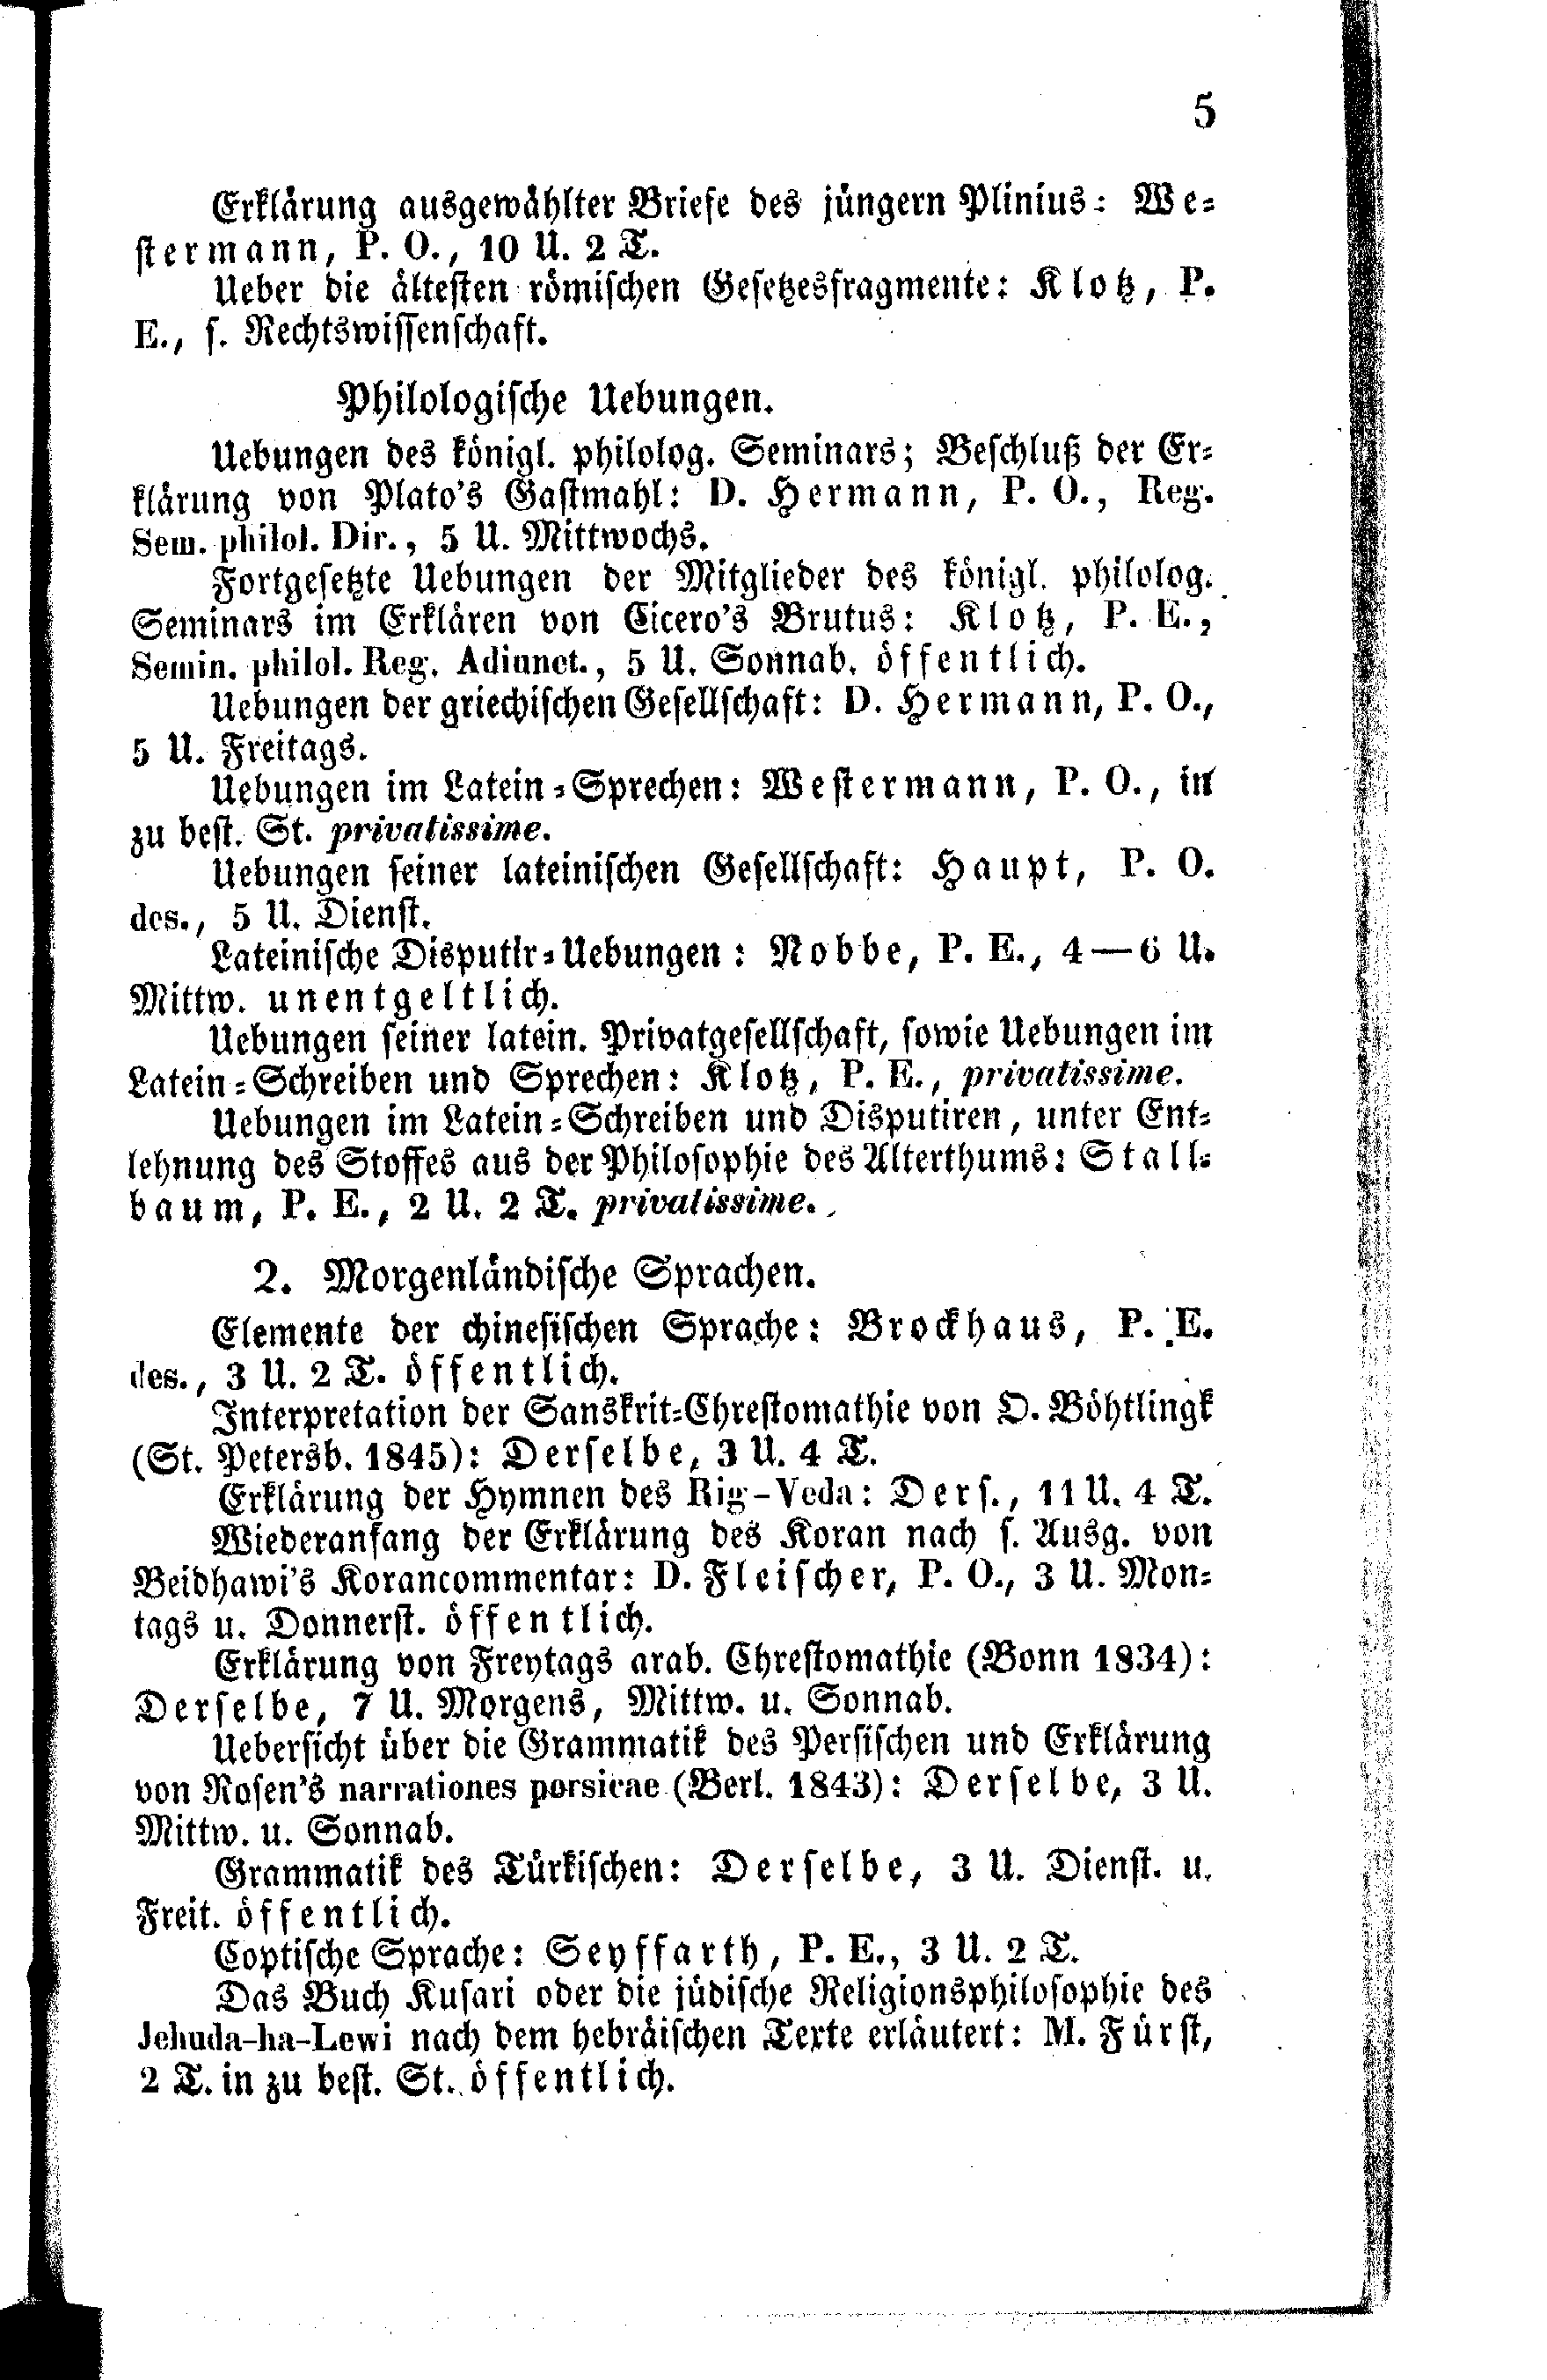 5
Erklärung ausgewählter Briefe des jüngern Plinius: We-
stermann, P. O., 10 U. 2 T.
Ueber die ältesten römischen Gesetzesfragmente: Klotz, P.
E., s. Rechtswissenschaft.
Philologische Uebungen.
Uebungen des königl. philolog. Seminars; Beschluß der Er-
klärung von Plato's Gastmahl: D. Hermann, P. O., Reg.
Sem. philol. Dir., 5 U. Mittwochs.
Fortgesetzte Uebungen der Mitglieder des königl. philolog.
Seminars im Erklären von Cicero's Brutus: Klotz, P. E.,
Semin. philol. Reg. Adiunct., 5 U. Sonnab. öffentlich.
Uebungen der griechischen Gesellschaft: D. Hermann, P. O.,
5 U. Freitags.
Uebungen im Latein-Sprechen: Westermann, P. O., in
zu best. St. privatissime.
Uebungen seiner lateinischen Gesellschaft: Haupt, P. O.
des., 5 U. Dienst.
Lateinische Disputir-Uebungen: Nobbe, P. E., 4—6 U.
Mittw. unentgeltlich.
Uebungen seiner latein. Privatgesellschaft, sowie Uebungen im
Latein-Schreiben und Sprechen: Klotz, P. E., privatissime.
Uebungen im Latein-Schreiben und Disputiren, unter Ent-
lehnung des Stoffes aus der Philosophie des Alterthums: Stall-
baum, P. E., 2 U. 2 T. privatissime.
2. Morgenländische Sprachen.
Elemente der chinesischen Sprache: Brockhaus, P. E.
des., 3 U. 2 T. öffentlich.
Interpretation der Sanskrit-Chrestomathie von O. Böhtlingk
(St. Petersb. 1845): Derselbe, 3 U. 4 T.
Erklärung der Hymnen des Rig-Veda: Ders., 11 U. 4 T.
Wiederanfang der Erklärung des Koran nach s. Ausg. von
Beidhawi's Korancommentar: D. Fleischer, P. O., 3 U. Mon-
tags u. Donnerst. öffentlich.
Erklärung von Freytags arab. Chrestomathie (Bonn 1834):
Derselbe, 7 U. Morgens, Mittw. u. Sonnab.
Uebersicht über die Grammatik des Persischen und Erklärung
von Rosen's narrationes persicae (Berl. 1843): Derselbe, 3 U.
Mittw. u. Sonnab.
Grammatik des Türkischen: Derselbe, 3 U. Dienst. u.
Freit. öffentlich.
Coptische Sprache: Seyffarth, P. E., 3 U. 2 T.
Das Buch Kusari oder die jüdische Religionsphilosophie des
Jehuda-ha-Lewi nach dem hebräischen Texte erläutert: M. Fürst,
2 T. in zu best. St. öffentlich.